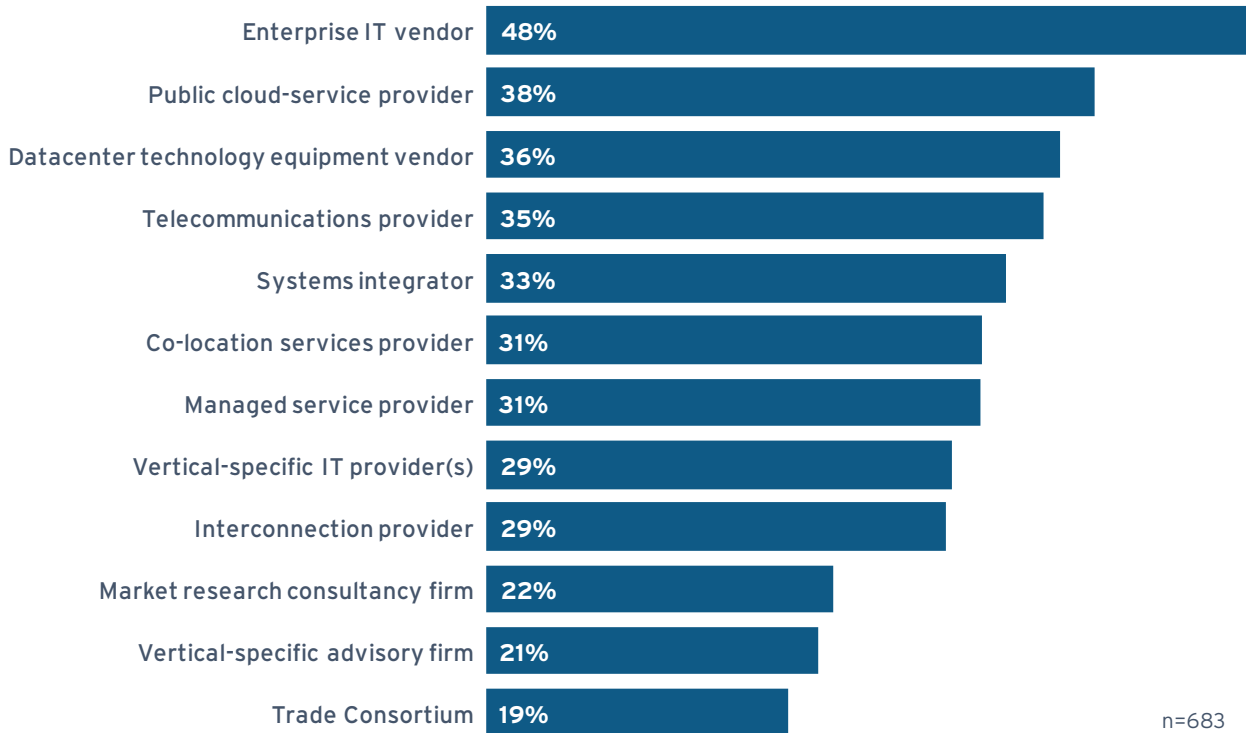 Enterprise IT vendor 48%
Public cloud-service provider 38%
Datacenter technology equipment vendor 36%
Telecommunications provider 35%
Systems integrator 33%
Co-location services provider 31%
Managed service provider 31%
Vertical-specific IT provider(s) 29%
Interconnection provider 29%
Market research consultancy firm 22%
Vertical-specific advisory firm 21%
Trade Consortium 19%
n=683